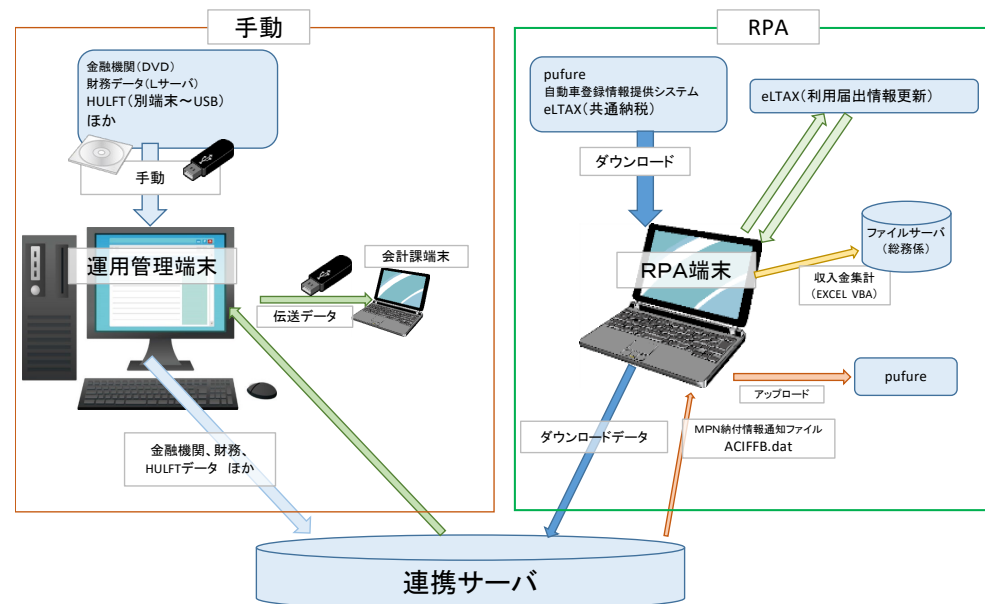 手動
金融機関(DVD)
財務データ(Lサーバ)
HULFT(別端末～USB)
ほか
手動
運用管理端末
会計課端末
伝送データ
金融機関、財務、
HULFTデータ ほか
RPA
pufure
自動車登録情報提供システム
eLTAX(共通納税)
eLTAX(利用届出情報更新)
ダウンロード
RPA端末
ファイルサーバ
(総務係)
収入金集計
(EXCEL VBA)
pufure
アップロード
ダウンロードデータ
MPN納付情報通知ファイル
ACIFFB.dat
連携サーバ